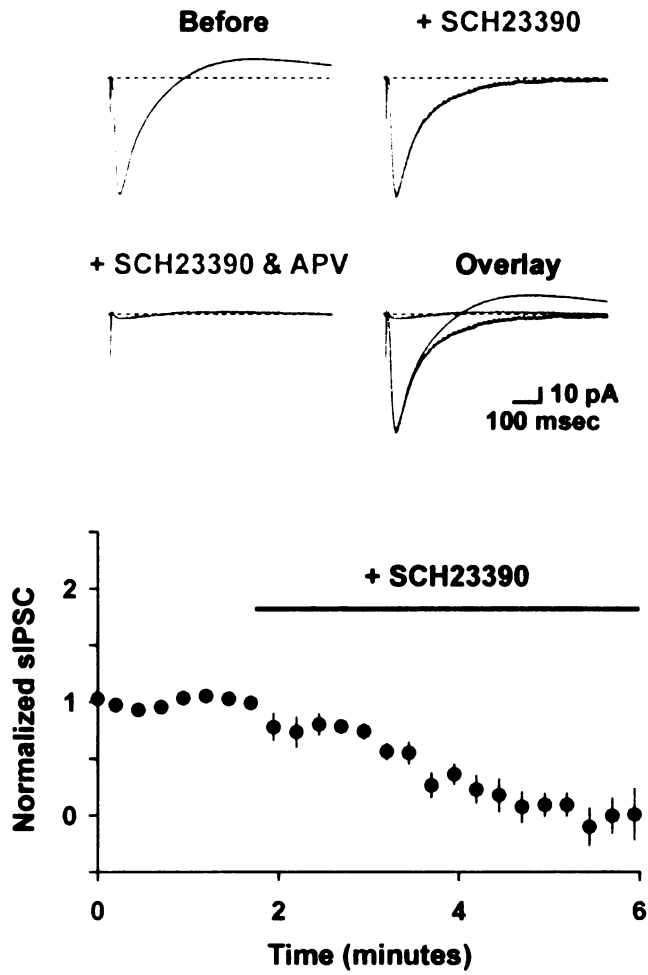 Before
+ SCH23390
+ SCH23390 & APV
Overlay
10 pA
100 msec
+ SCH23390
Normalized sIPSC
2
1
0
0
2
4
6
Time (minutes)